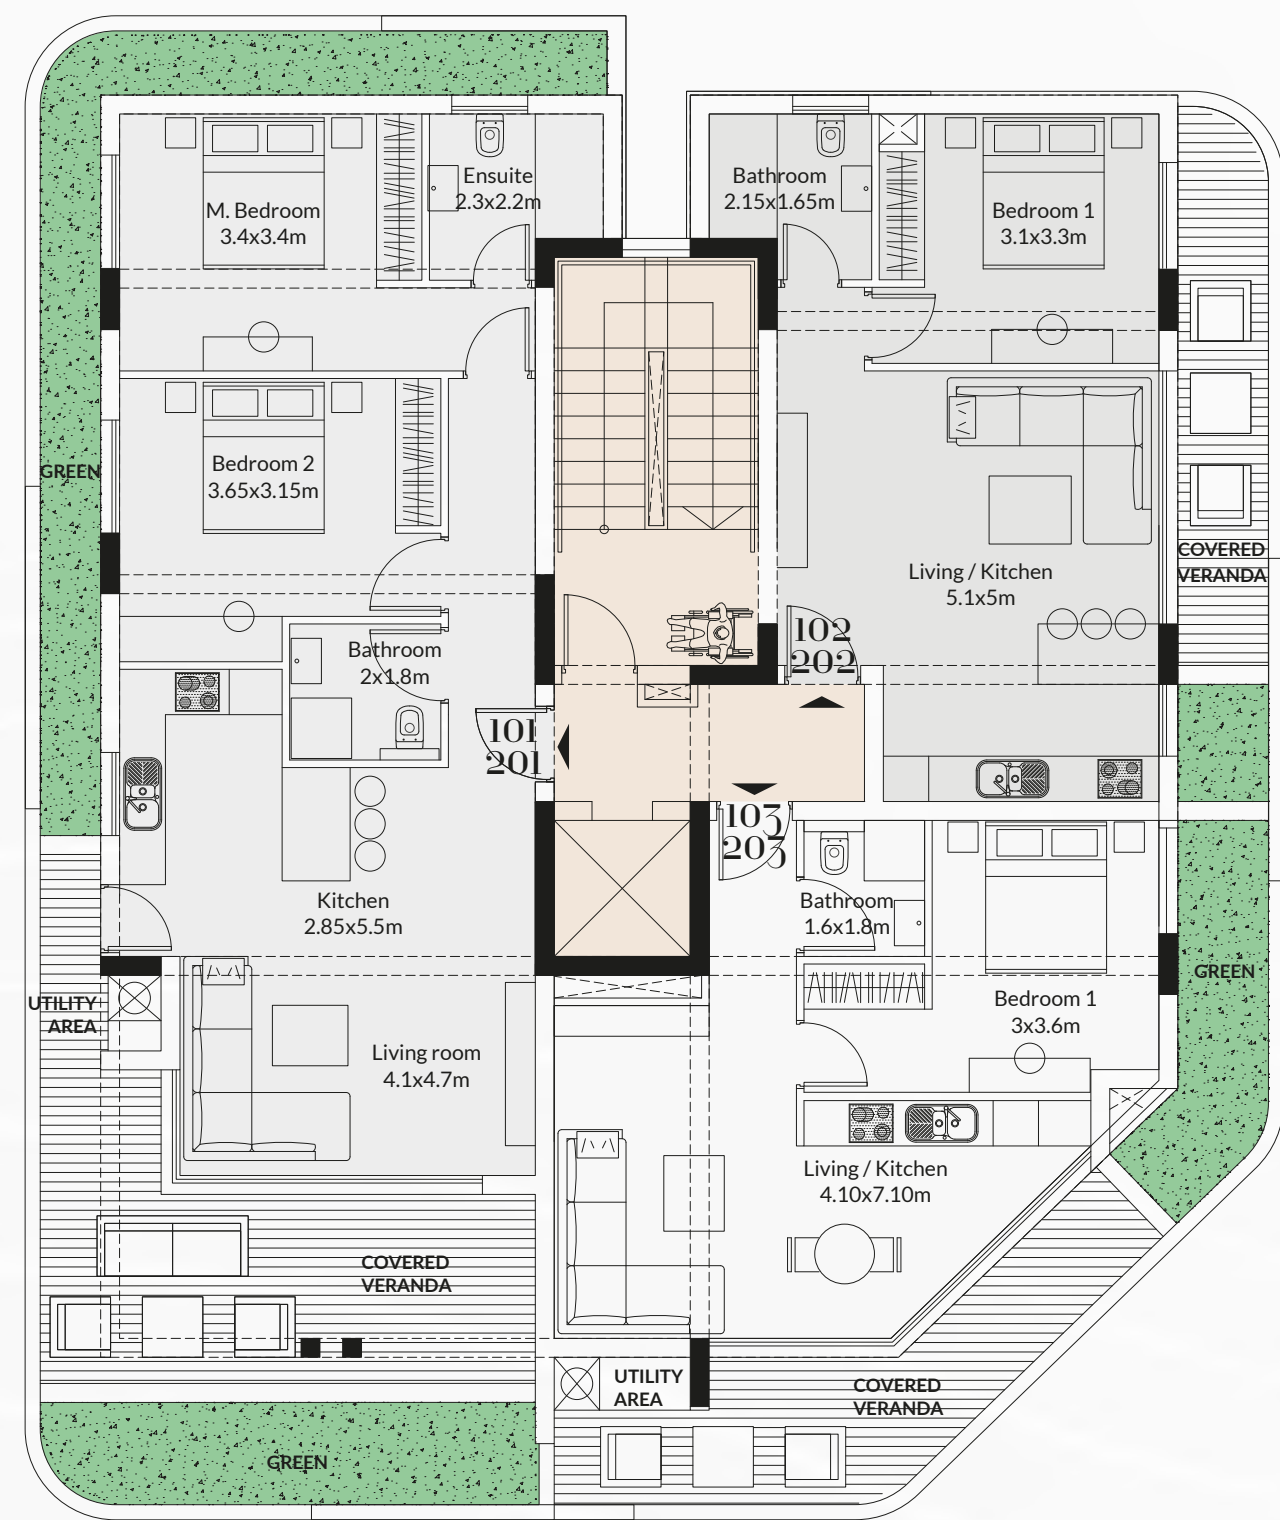 Ensuite
2.3x2.2m
Bathroom
2.15x1.65m
M. Bedroom
3.4x3.4m
Bedroom 1
3.1x3.3m
GREEN
Bedroom 2
3.65x3.15m
COVERED
VERANDA
Living / Kitchen
5.1x5m
Bathroom
2x1.8m
102
202
101
201
103
203
Kitchen
2.85x5.5m
Bathroom
1.6x1.8m
GREEN
UTILITY
AREA
Bedroom 1
3x3.6m
Living room
4.1x4.7m
Living / Kitchen
4.10x7.10m
COVERED
VERANDA
UTILITY
AREA
COVERED
VERANDA
GREEN